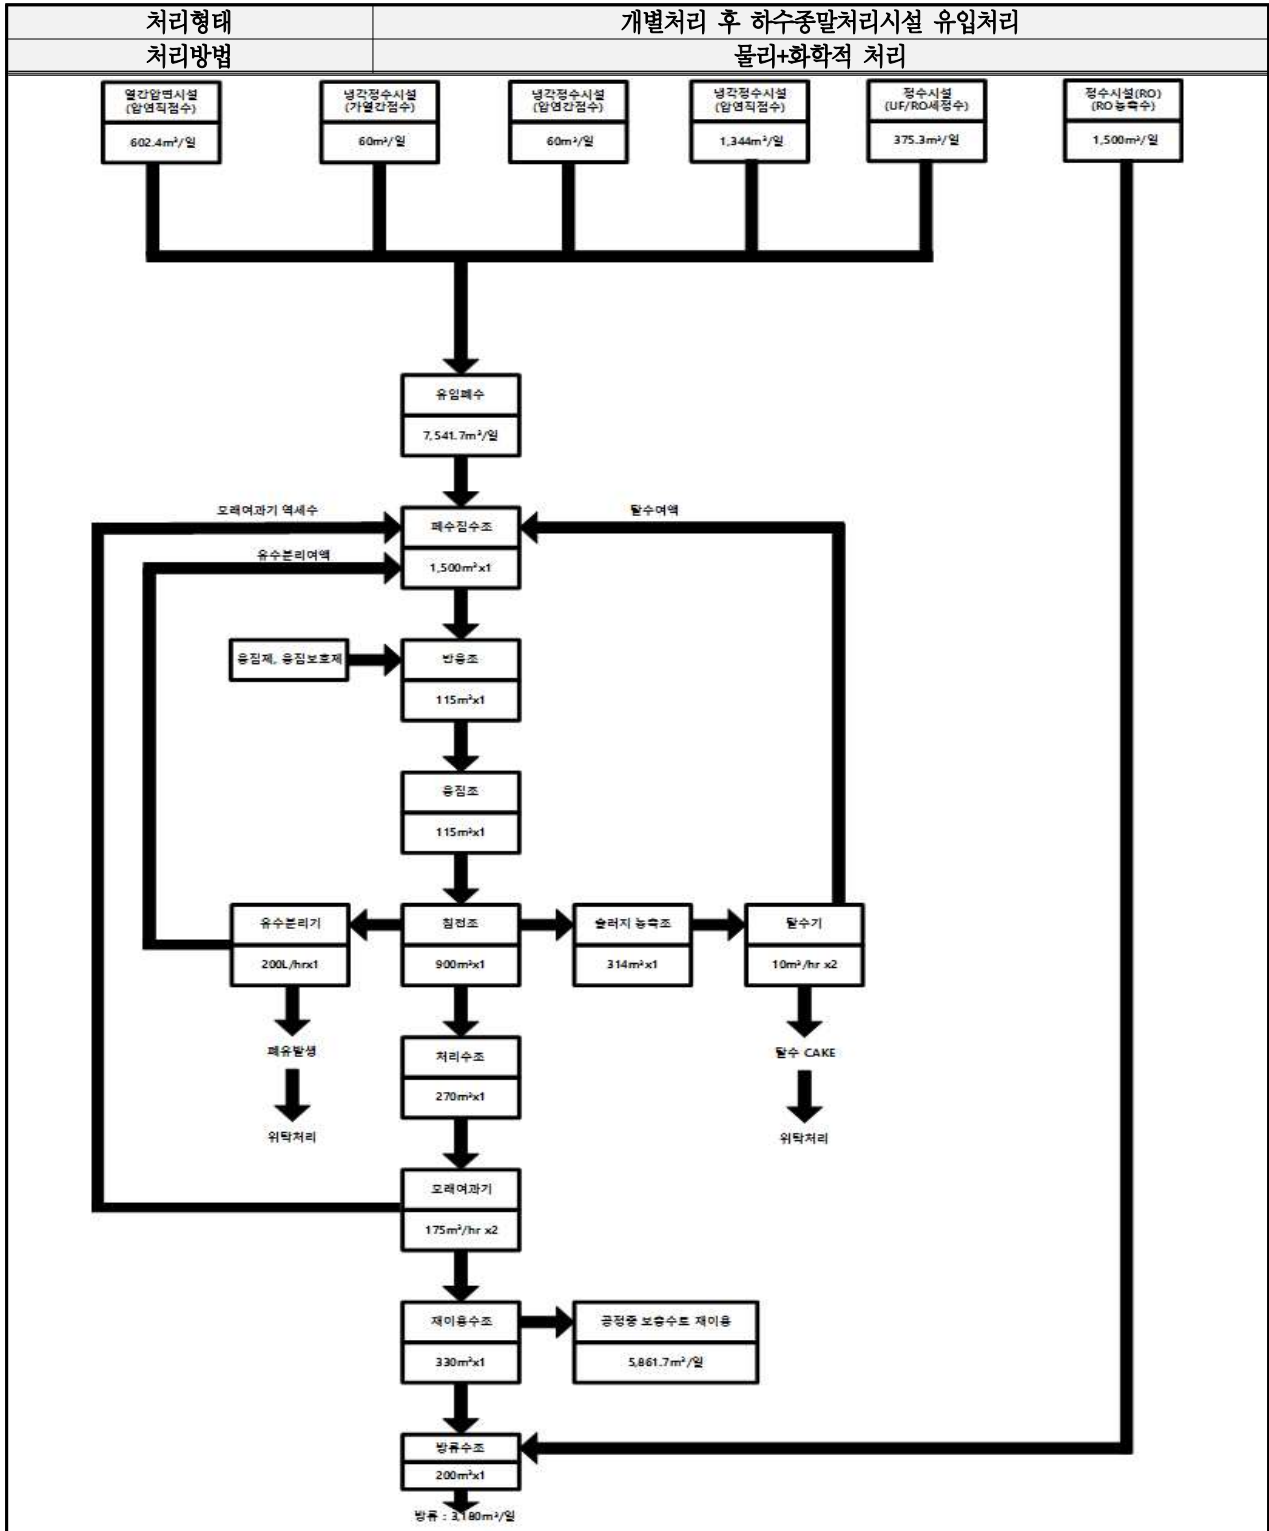 처리형태 개별처리 후 하수종말처리시설 유입처리
처리방법 물리+화학적 처리
열간압연시설 냉각정수시설 냉각정수시설 냉각정수시설 정수시설 정수시설(RO)
(압연직접수) (가열간접수) (압연간접수) (압연직접수) (UF/RO세정수) (RO농축수)
602.4m³/일 60m³/일 60m³/일 1,344m³/일 375.3m³/일 1,500m³/일
유입폐수
7,541.7m³/일
모래여과기 역세수 탈수여액
폐수집수조
유수분리여액
1,500m³x1
응집제, 응집보호제 반응조
115m³x1
응집조
115m³x1
유수분리기 침전조 슬러지 농축조 탈수기
200L/hrx1 900m³x1 314m³x1 10m³/hr x2
폐유발생 처리수조 탈수 CAKE
270m³x1
위탁처리 위탁처리
모래여과기
175m³/hr x2
재이용수조 공정중 보충수로 재이용
330m³x1 5,861.7m³/일
방류수조
200m³x1
방류 : 3,180m³/일